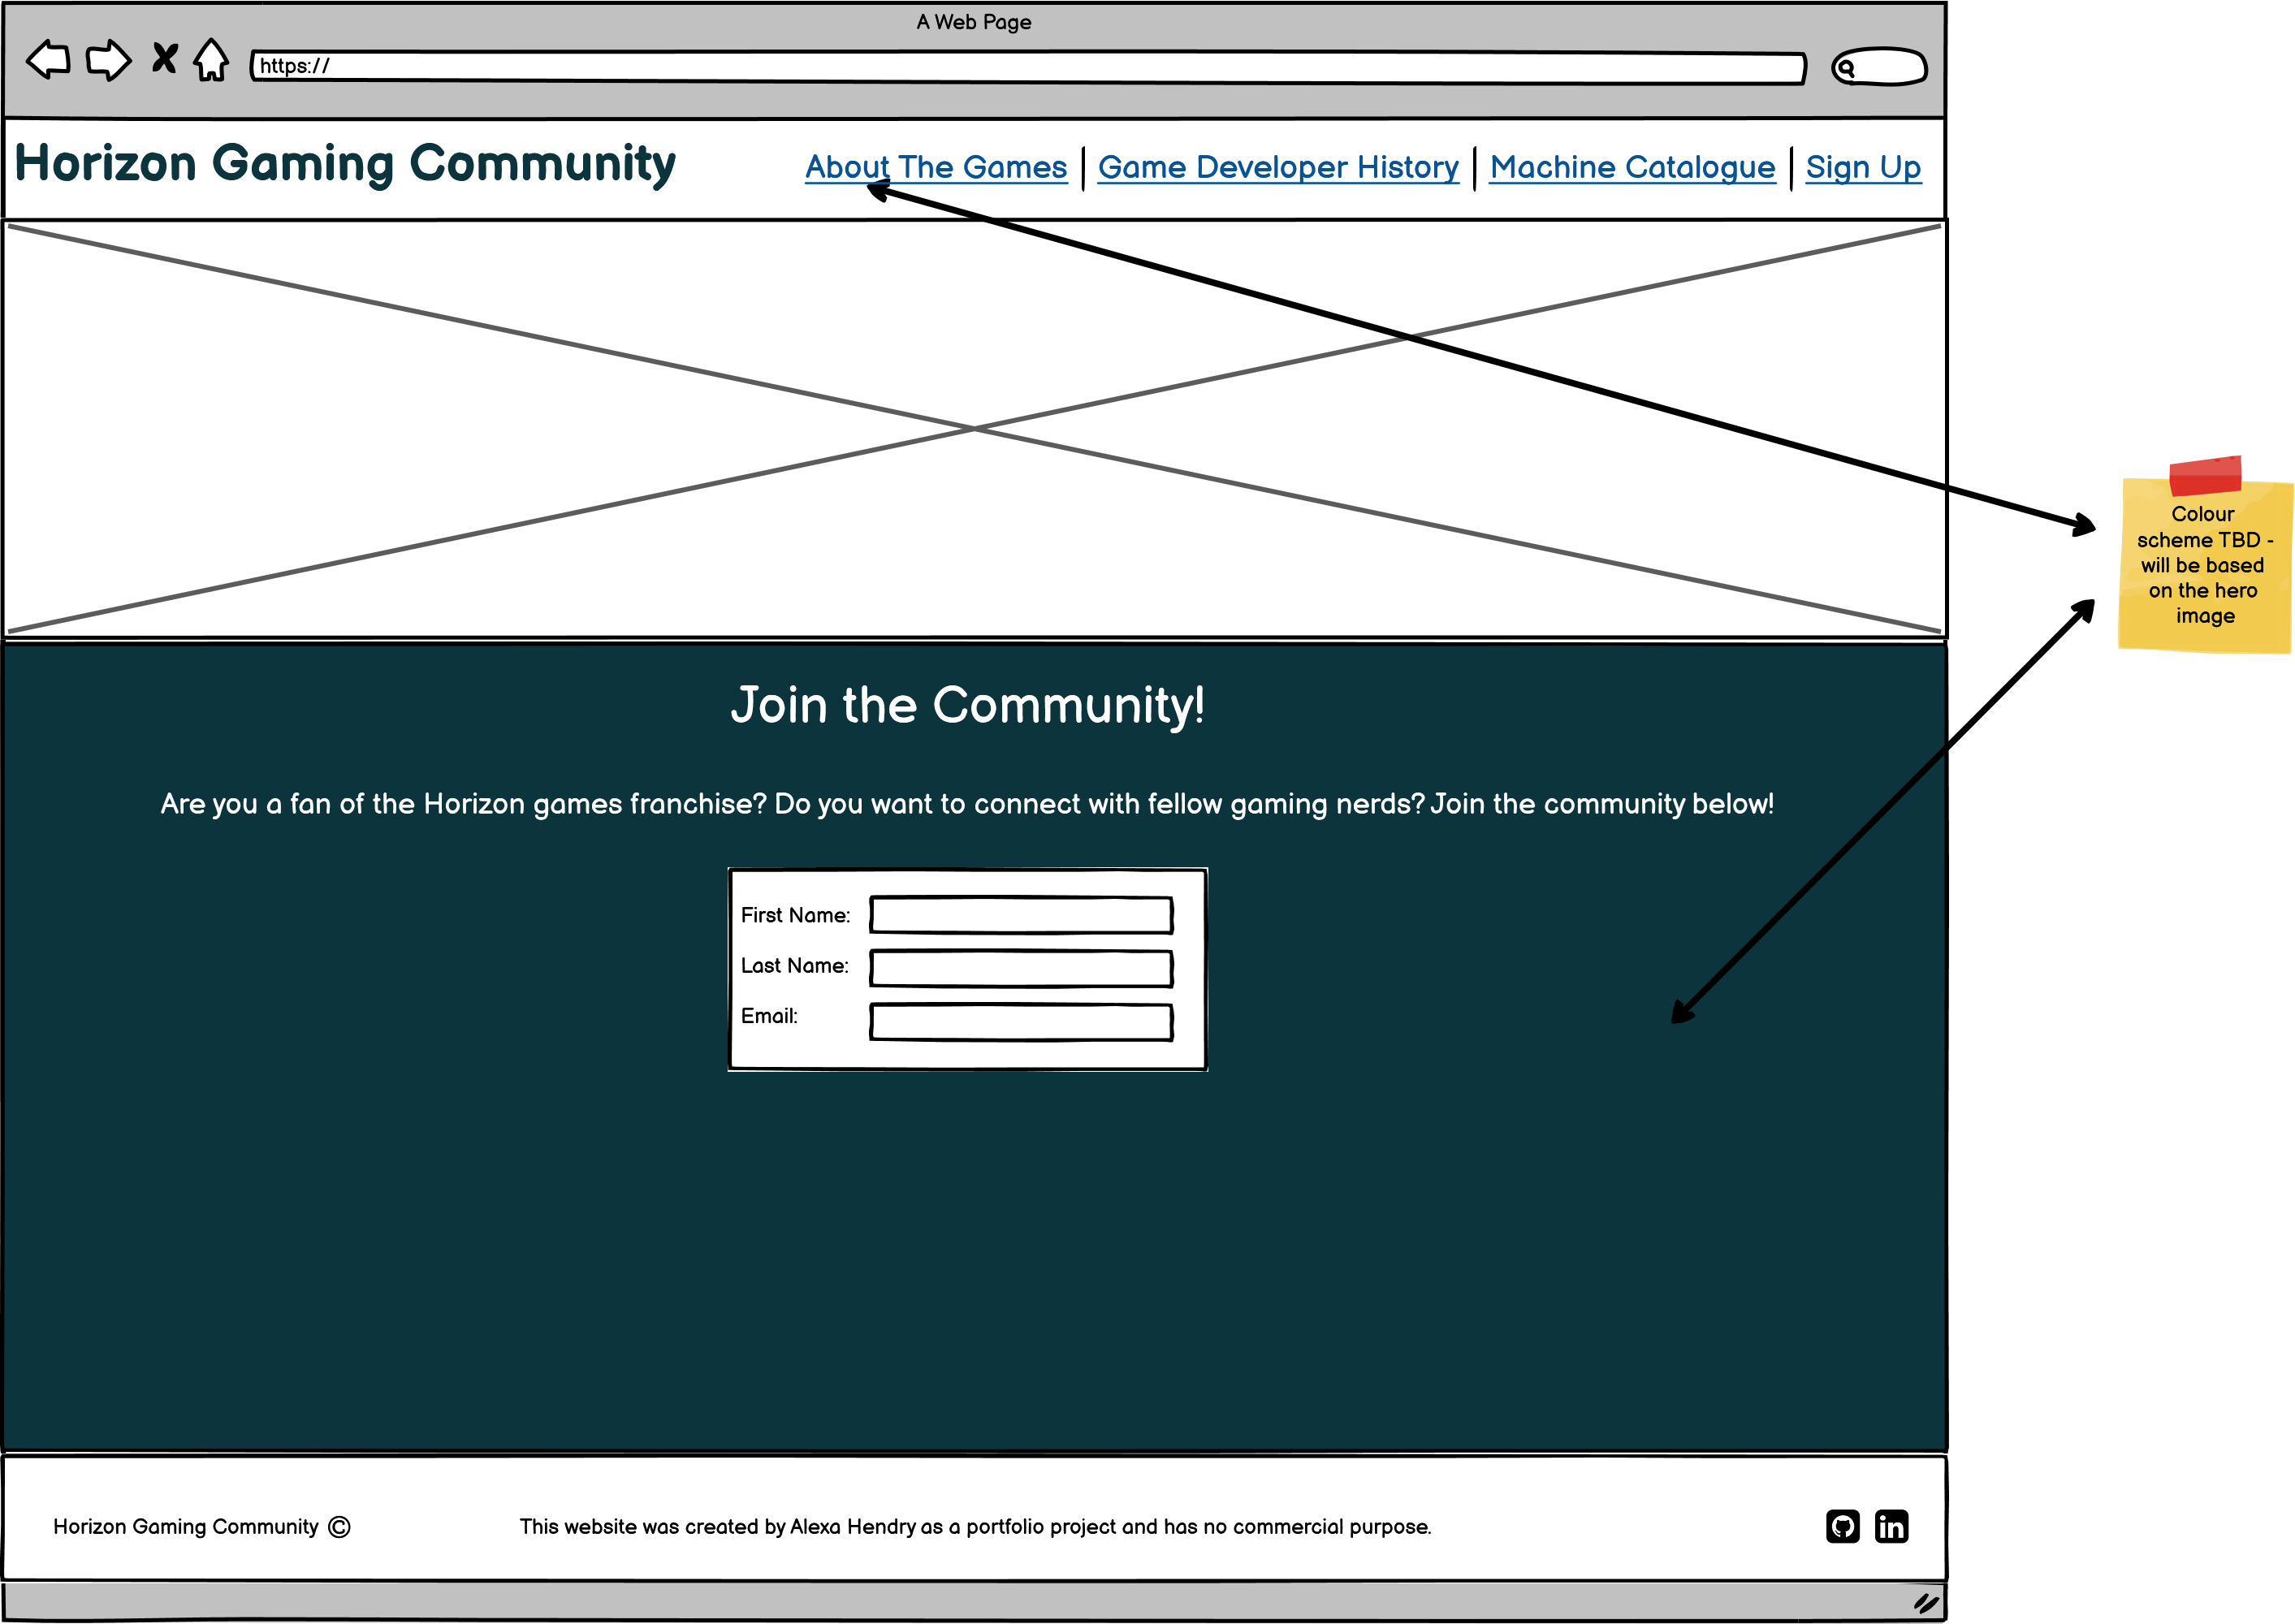 A Web Page
https://
Horizon Gaming Community
About The Games | Game Developer History | Machine Catalogue | Sign Up
Colour
scheme TBD -
will be based
on the hero
image
Join the Community!
Are you a fan of the Horizon games franchise? Do you want to connect with fellow gaming nerds? Join the community below!
First Name:
Last Name:
Email:
Horizon Gaming Community ©
This website was created by Alexa Hendry as a portfolio project and has no commercial purpose.
in